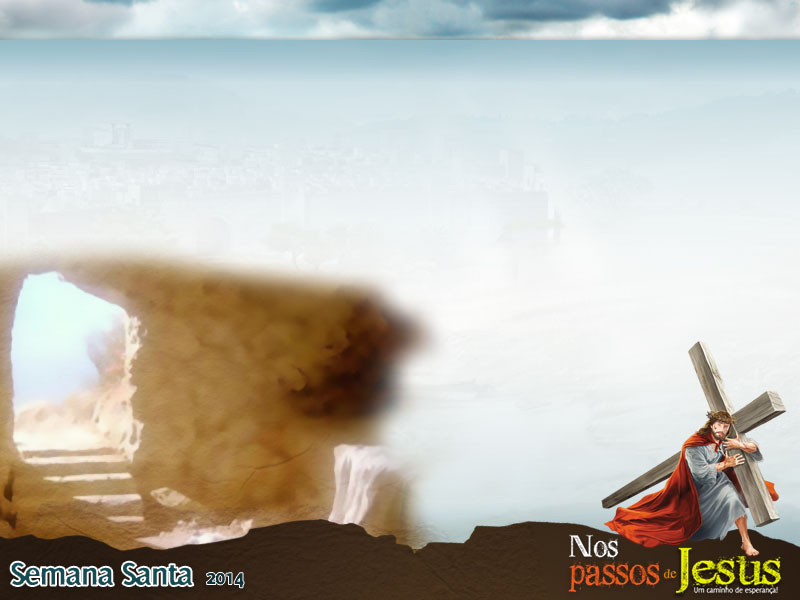 Semana Santa 2014
Nos
passos de Jesus
Um caminho de esperança!